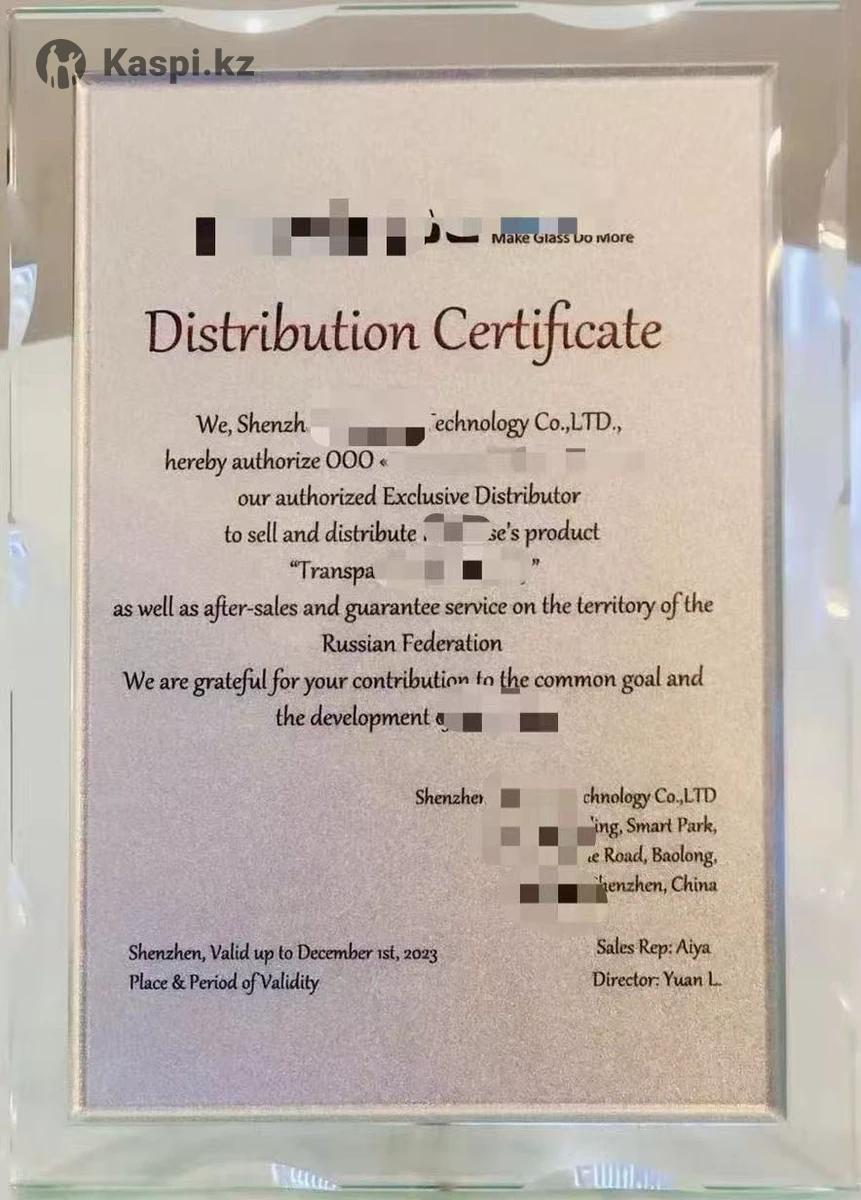 Kaspi.kz
Make Glass Do More
Distribution Certificate
We, Shenzh echnology Co.,LTD.,
hereby authorize OOO «
our authorized Exclusive Distributor
to sell and distribute se's product
“Transpa ”
as well as after-sales and guarantee service on the territory of the
Russian Federation
We are grateful for your contribution to the common goal and
the development
Shenzhen chnology Co.,LTD
ing, Smart Park,
e Road, Baolong,
henzhen, China
Shenzhen, Valid up to December 1st, 2023
Place & Period of Validity
Sales Rep: Aiya
Director: Yuan L.